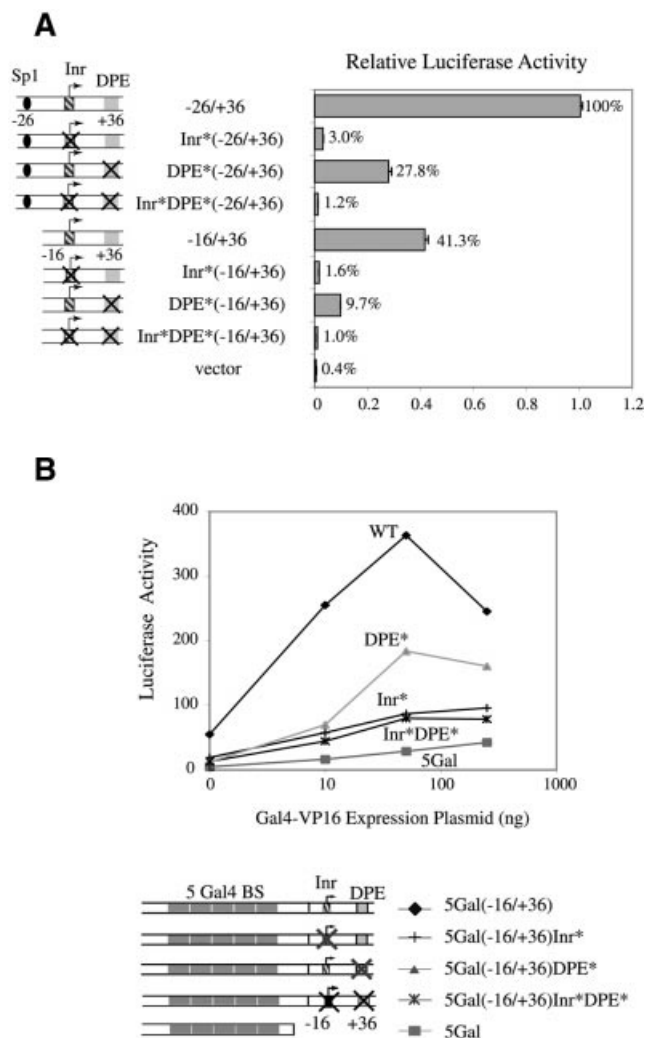 A
Relative Luciferase Activity
Sp1 Inr DPE
-26 +36
-26/+36 100%
Inr*(-26/+36) 3.0%
DPE*(-26/+36) 27.8%
Inr*DPE*(-26/+36) 1.2%
-16/+36 41.3%
-16 +36
Inr*(-16/+36) 1.6%
DPE*(-16/+36) 9.7%
Inr*DPE*(-16/+36) 1.0%
vector 0.4%
0 0.2 0.4 0.6 0.8 1.0 1.2
B
Luciferase Activity
400
300
200
100
0
WT
DPE*
Inr*
Inr*DPE*
5Gal
0 10 100 1000
Gal4-VP16 Expression Plasmid (ng)
5 Gal4 BS Inr DPE
5Gal(-16/+36)
5Gal(-16/+36)Inr*
5Gal(-16/+36)DPE*
5Gal(-16/+36)Inr*DPE*
-16 +36
5Gal